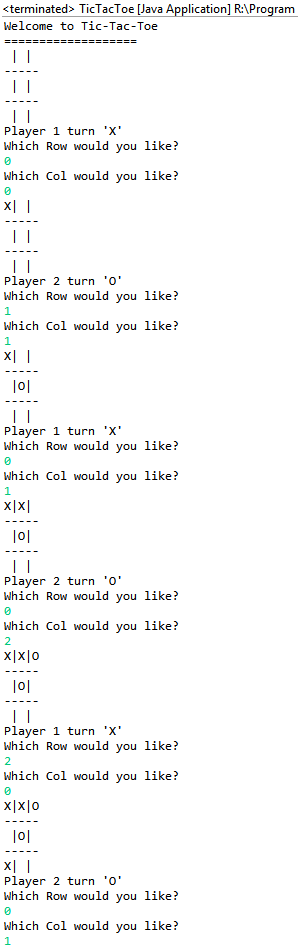 <terminated> TicTacToe [Java Application] R:\Program
Welcome to Tic-Tac-Toe
===================
 | | 
-----
 | | 
-----
 | | 
Player 1 turn 'X'
Which Row would you like?
0
Which Col would you like?
0
X| | 
-----
 | | 
-----
 | | 
Player 2 turn 'O'
Which Row would you like?
1
Which Col would you like?
1
X| | 
-----
 |O| 
-----
 | | 
Player 1 turn 'X'
Which Row would you like?
0
Which Col would you like?
1
X|X| 
-----
 |O| 
-----
 | | 
Player 2 turn 'O'
Which Row would you like?
0
Which Col would you like?
2
X|X|O
-----
 |O| 
-----
 | | 
Player 1 turn 'X'
Which Row would you like?
2
Which Col would you like?
0
X|X|O
-----
 |O| 
-----
X| | 
Player 2 turn 'O'
Which Row would you like?
0
Which Col would you like?
1